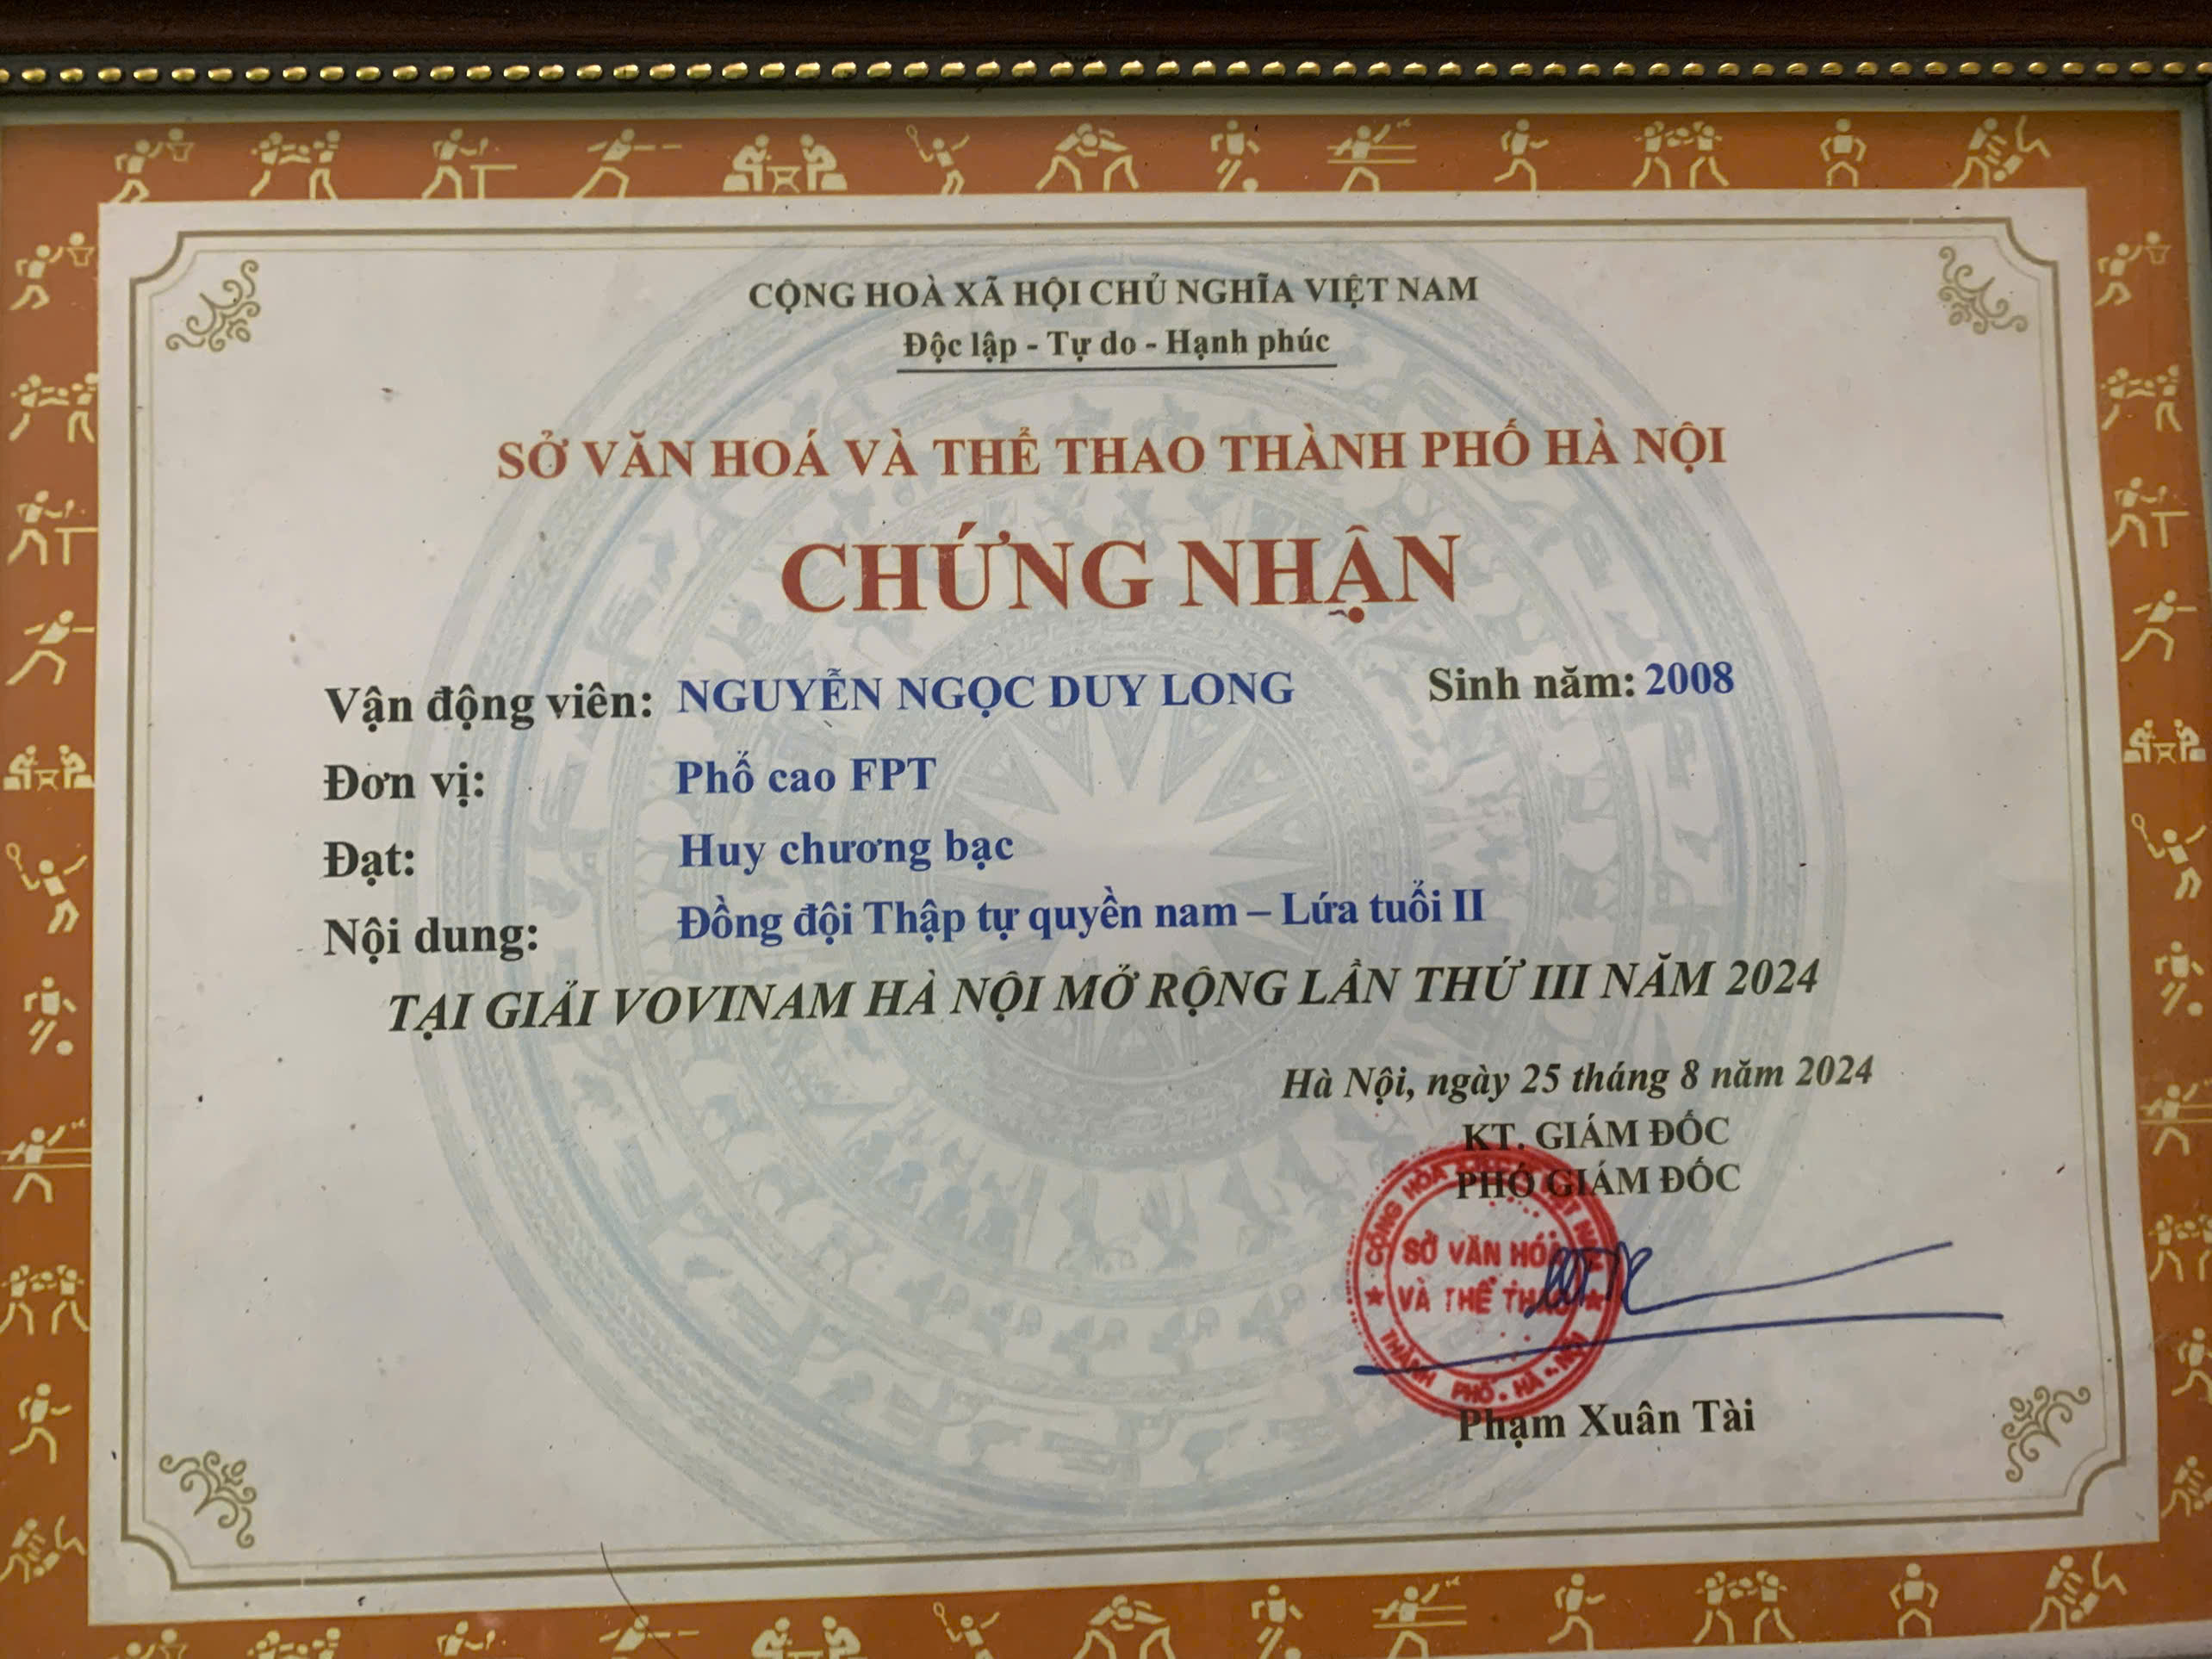 CỘNG HOÀ XÃ HỘI CHỦ NGHĨA VIỆT NAM
Độc lập - Tự do - Hạnh phúc
SỞ VĂN HOÁ VÀ THỂ THAO THÀNH PHỐ HÀ NỘI
CHỨNG NHẬN
Vận động viên: NGUYỄN NGỌC DUY LONG Sinh năm: 2008
Đơn vị: Phổ cao FPT
Đạt: Huy chương bạc
Nội dung: Đồng đội Thập tự quyền nam – Lứa tuổi II
TẠI GIẢI VOVINAM HÀ NỘI MỞ RỘNG LẦN THỨ III NĂM 2024
Hà Nội, ngày 25 tháng 8 năm 2024
KT. GIÁM ĐỐC
PHÓ GIÁM ĐỐC
CỘNG HÒA
SỞ VĂN HÓA
VÀ THỂ THAO
THÀNH PHỐ HÀ NỘI
Phạm Xuân Tài